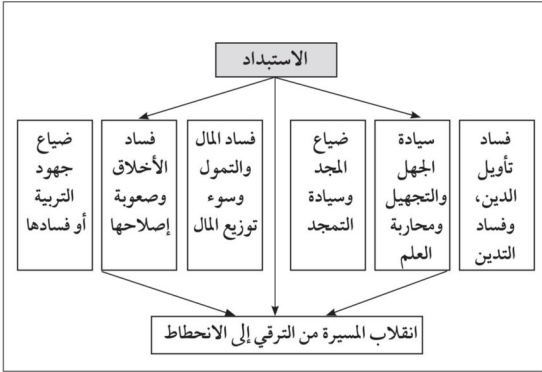 الاستبداد
فساد
تأويل
الدين،
وفساد
التدين
سيادة
الجهل
والتجهيل
ومحاربة
العلم
ضياع
المجد
وسيادة
التمجد
فساد المال
والتمول
وسوء
توزيع المال
فساد
الأخلاق
وصعوبة
إصلاحها
ضياع
جهود
التربية
أو فسادها
انقلاب المسيرة من الترقي إلى الانحطاط